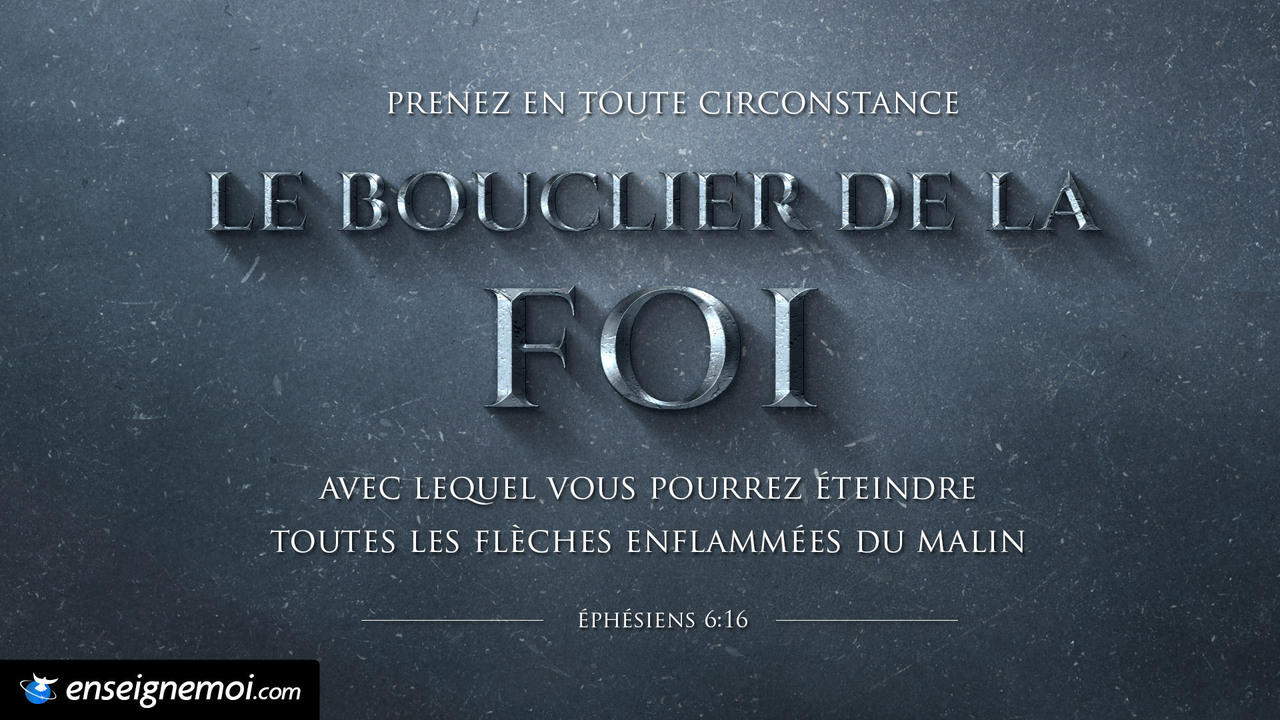 PRENEZ EN TOUTE CIRCONSTANCE
LE BOUCLIER DE LA
FOI
AVEC LEQUEL VOUS POURREZ ÉTEINDRE
TOUTES LES FLÈCHES ENFLAMMÉES DU MALIN
ÉPHÉSIENS 6:16
enseignemoi.com